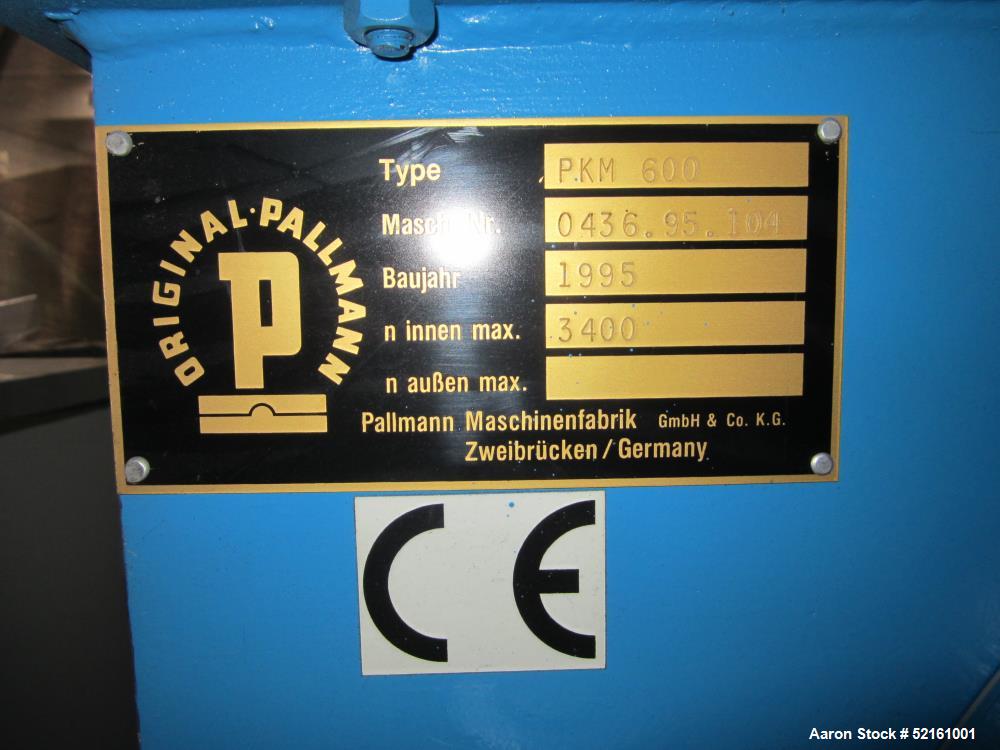 ORIGINAL·PALLMANN
P
Type PKM 600
Masch. Nr. 0436.95.104
Baujahr 1995
n innen max. 3400
n außen max.
Pallmann Maschinenfabrik GmbH & Co. K.G.
Zweibrücken/Germany
CE
Aaron Stock # 52161001